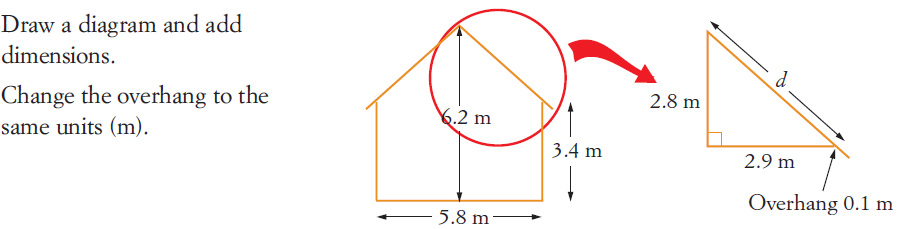 Draw a diagram and add
dimensions.
Change the overhang to the
same units (m).
6.2 m
3.4 m
5.8 m
2.8 m
d
2.9 m
Overhang 0.1 m